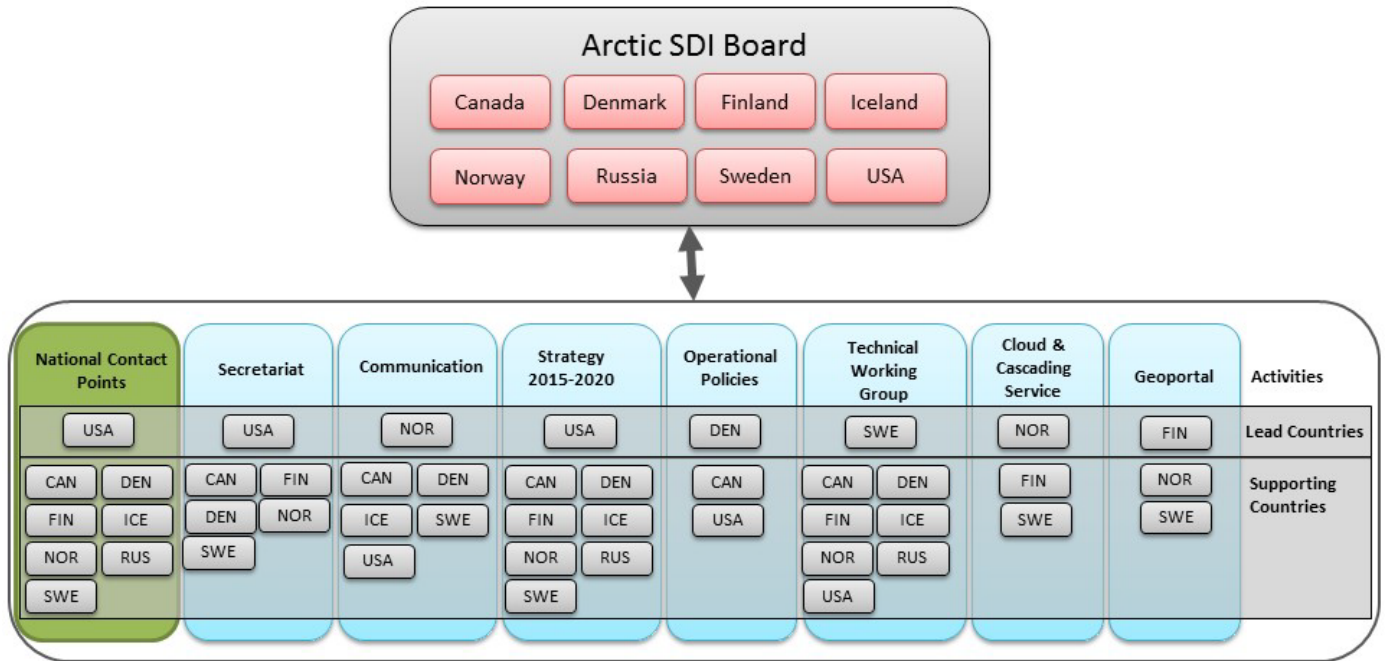 Arctic SDI Board
Canada Denmark Finland Iceland
Norway Russia Sweden USA
National Contact
Points
Secretariat
Communication
Strategy
2015-2020
Operational
Policies
Technical
Working
Group
Cloud &
Cascading
Service
Geoportal
Activities
USA USA NOR USA DEN SWE NOR FIN Lead Countries
CAN DEN
FIN ICE
NOR RUS
SWE
CAN FIN
DEN NOR
SWE
CAN DEN
ICE SWE
USA
CAN DEN
FIN ICE
NOR RUS
SWE
CAN
USA
CAN DEN
FIN ICE
NOR RUS
USA
FIN
SWE
NOR
SWE
Supporting
Countries